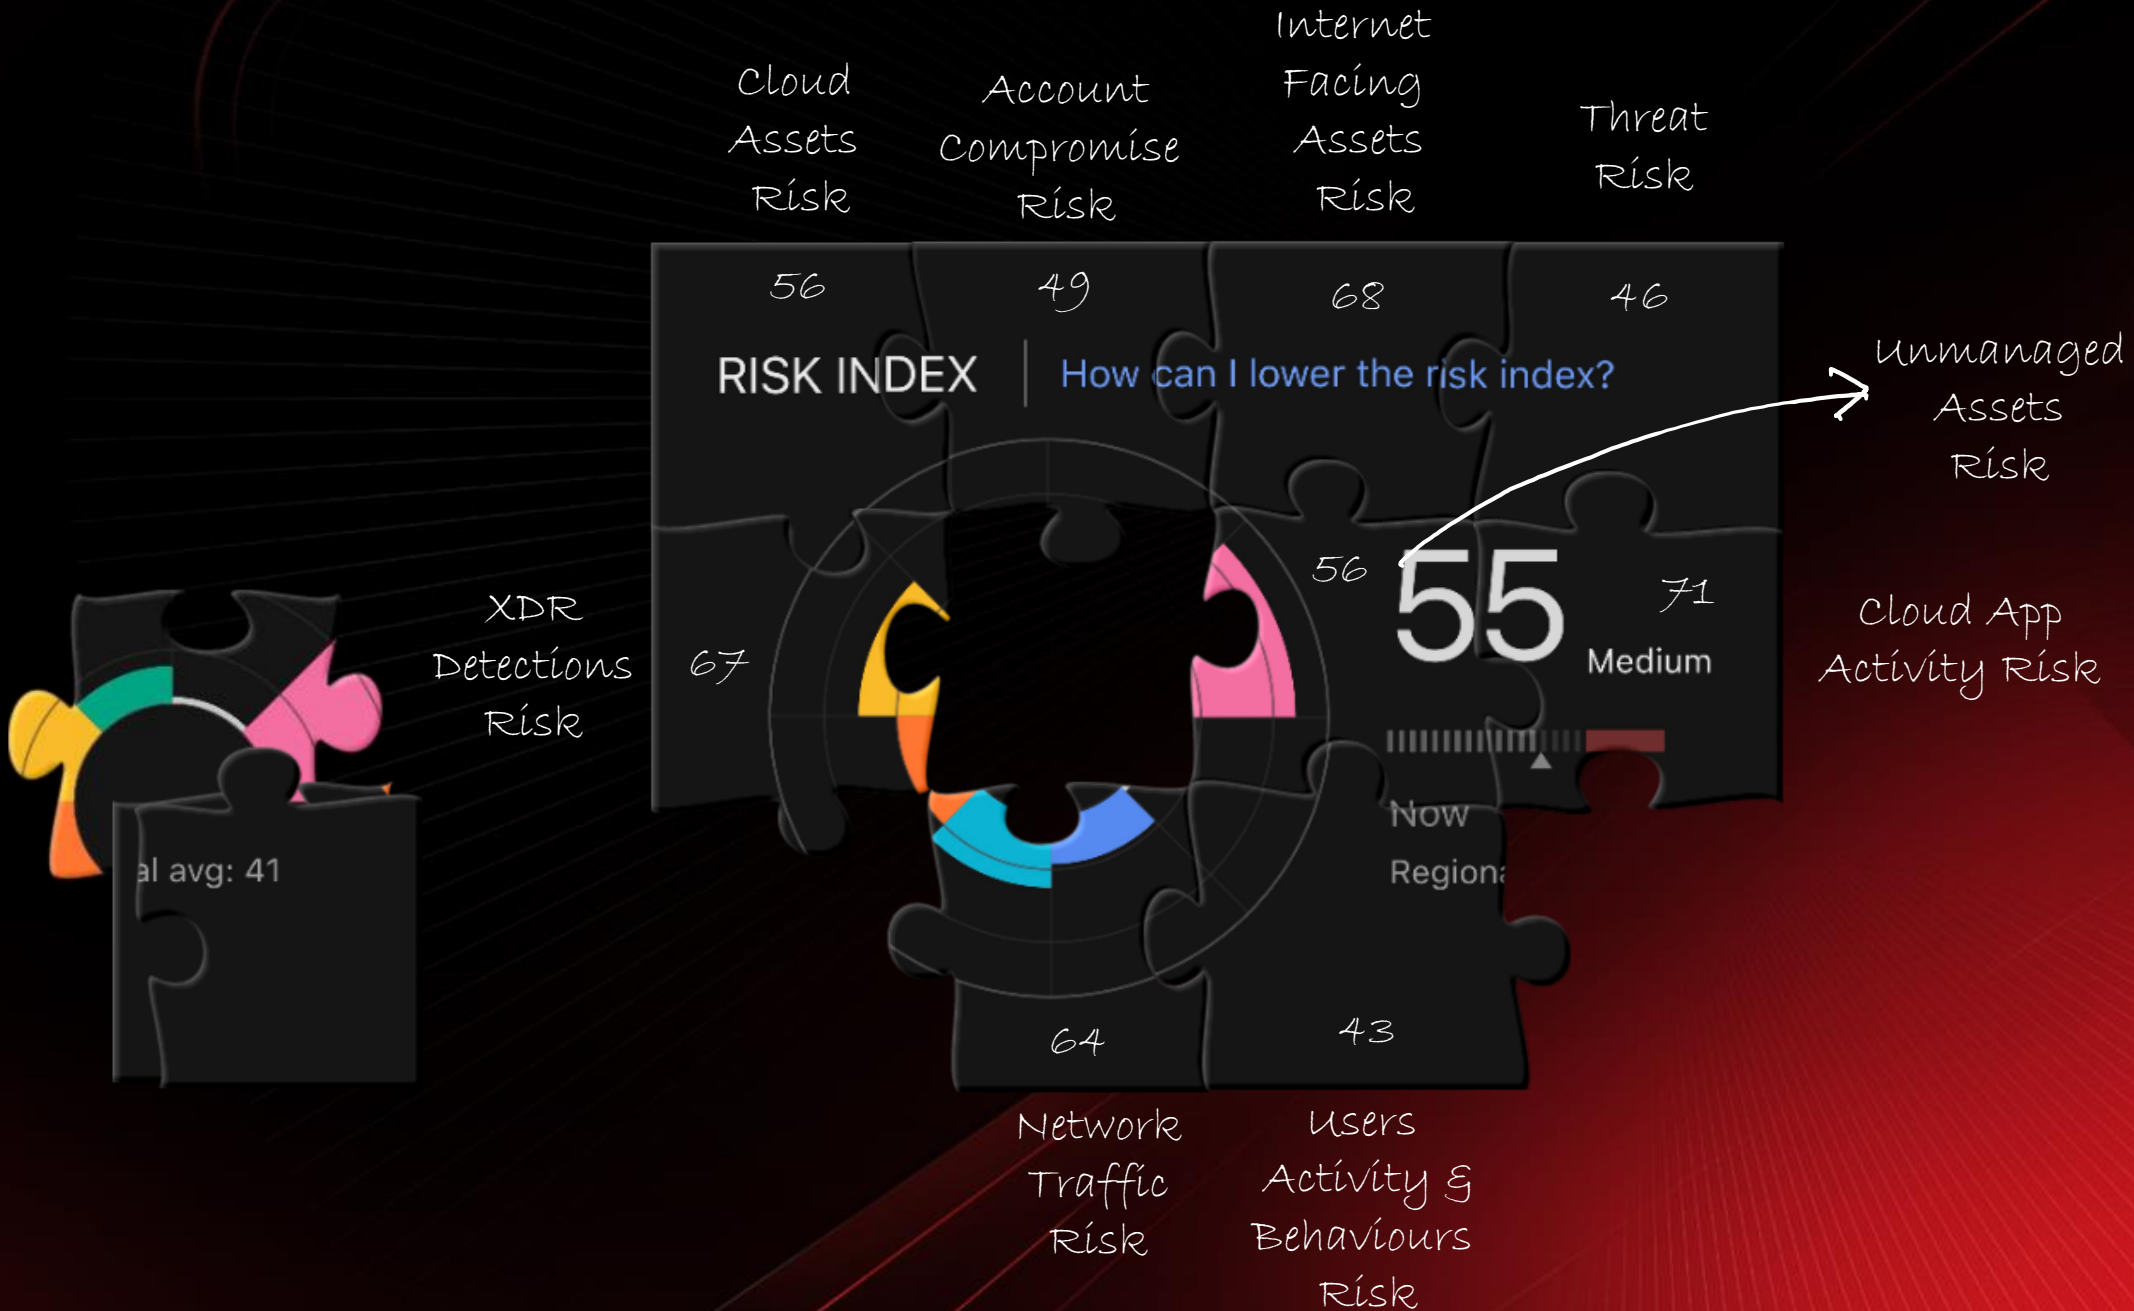 Cloud
Assets
Risk
Account
Compromise
Risk
Internet
Facing
Assets
Risk
Threat
Risk
56
49
68
46
RISK INDEX
How can I lower the risk index?
Unmanaged
Assets
Risk
XDR
Detections
Risk
67
56
55
71
Medium
Cloud App
Activity Risk
Now
Regiona
al avg: 41
64
43
Network
Traffic
Risk
Users
Activity &
Behaviours
Risk